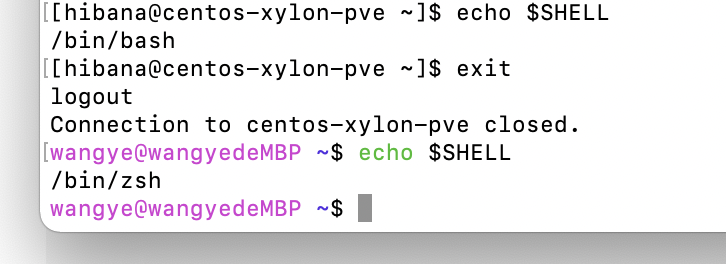 [[hibana@centos-xylon-pve ~]$ echo $SHELL
/bin/bash
[[hibana@centos-xylon-pve ~]$ exit
logout
Connection to centos-xylon-pve closed.
[wangye@wangyedeMBP ~$ echo $SHELL
/bin/zsh
wangye@wangyedeMBP ~$